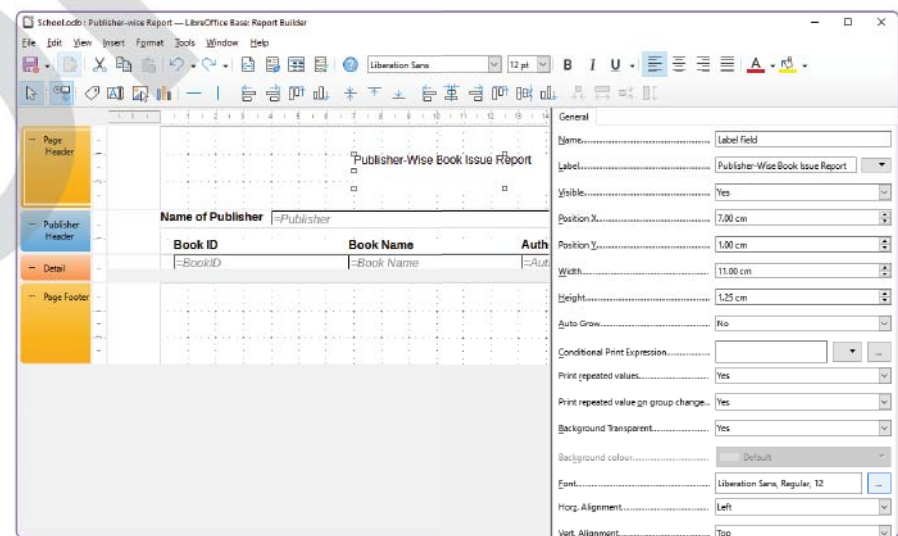 School.odb : Publisher-wise Report — LibreOffice Base: Report Builder
File Edit View Insert Format Tools Window Help
Liberation Sans 12 pt B I U A
General
Page Header
Publisher-Wise Book Issue Report
Publisher Header
Name of Publisher =Publisher
Book ID Book Name Auth
Detail
=BookID =Book Name =Aut
Page Footer
Name Label Field
Label Publisher-Wise Book Issue Report
Visible Yes
Position X 7.00 cm
Position Y 1.00 cm
Width 11.00 cm
Height 1.25 cm
Auto Grow No
Conditional Print Expression ...
Print repeated values Yes
Print repeated value on group change.. Yes
Background Transparent Yes
Background colour Default
Font Liberation Sans, Regular, 12 ...
Horz. Alignment Left
Vert. Alignment Top